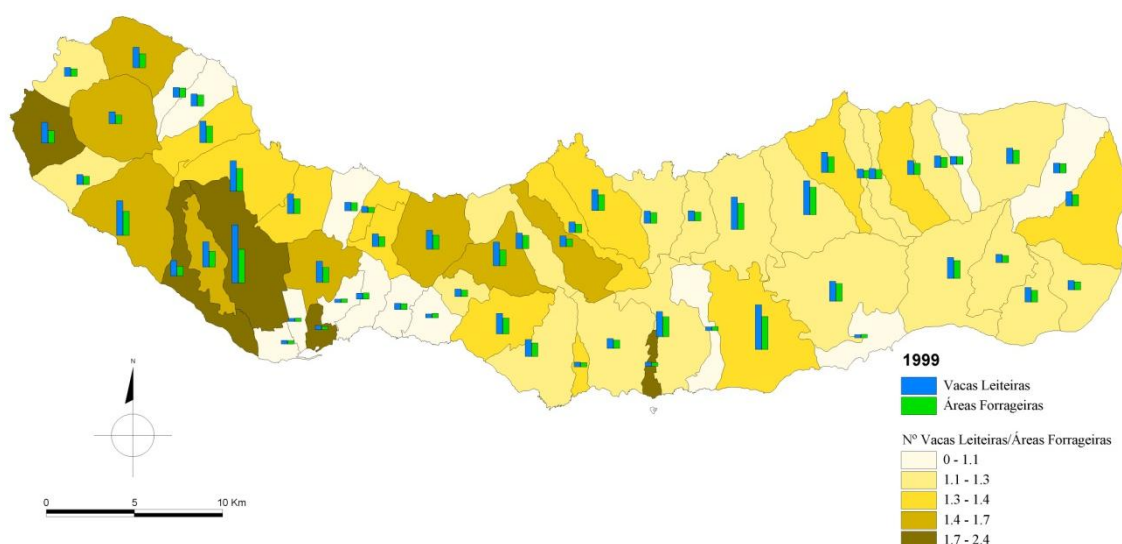 N
0 5 10 Km
1999
Vacas Leiteiras
Áreas Forrageiras
Nº Vacas Leiteiras/Áreas Forrageiras
0 - 1.1
1.1 - 1.3
1.3 - 1.4
1.4 - 1.7
1.7 - 2.4